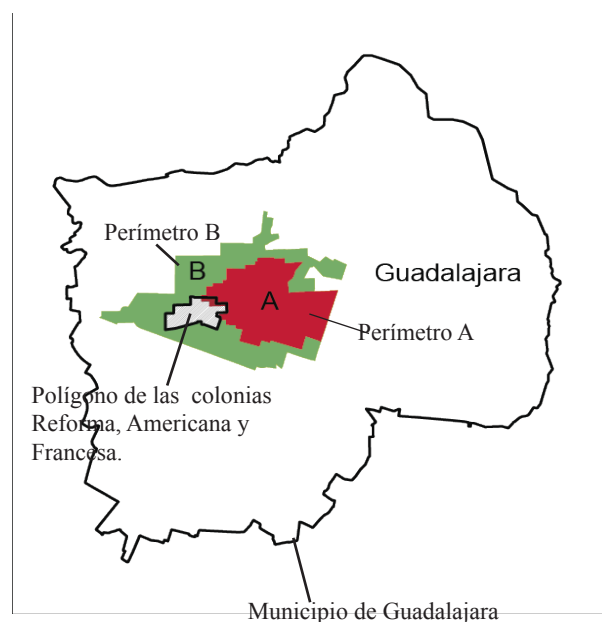 Perímetro B
B
Guadalajara
A
Perímetro A
Polígono de las colonias
Reforma, Americana y
Francesa.
Municipio de Guadalajara